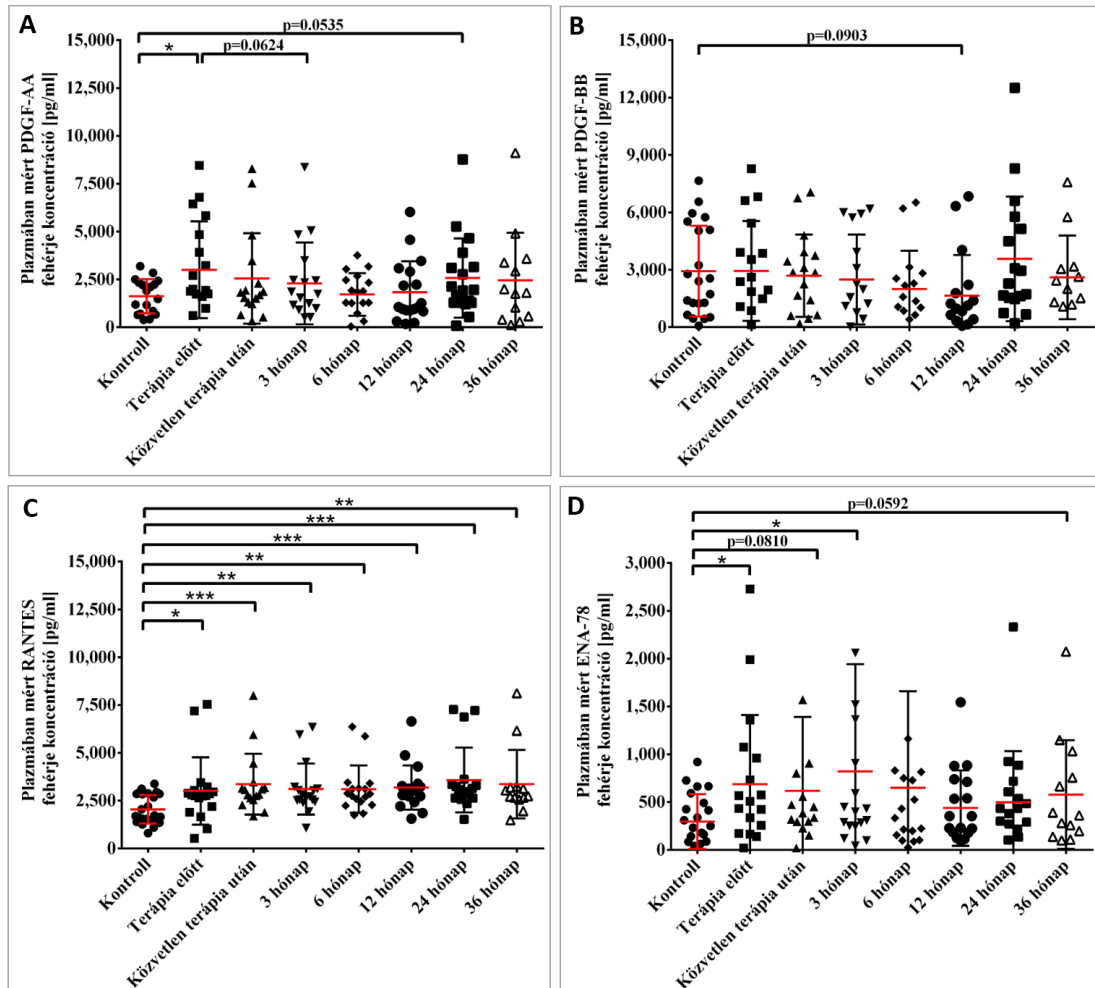 A
p=0.0535
*
p=0.0624
Plazmában mért PDGF-AA
fehérje koncentráció [pg/ml]
15,000
12,500
10,000
7,500
5,000
2,500
0
Kontroll
Terápia előtt
Közvetlen terápia után
3 hónap
6 hónap
12 hónap
24 hónap
36 hónap
B
p=0.0903
Plazmában mért PDGF-BB
fehérje koncentráció [pg/ml]
15,000
12,000
9,000
6,000
3,000
0
Kontroll
Terápia előtt
Közvetlen terápia után
3 hónap
6 hónap
12 hónap
24 hónap
36 hónap
C
**
***
***
**
**
***
*
Plazmában mért RANTES
fehérje koncentráció [pg/ml]
15,000
12,500
10,000
7,500
5,000
2,500
0
Kontroll
Terápia előtt
Közvetlen terápia után
3 hónap
6 hónap
12 hónap
24 hónap
36 hónap
D
p=0.0592
*
p=0.0810
*
Plazmában mért ENA-78
fehérje koncentráció [pg/ml]
3,000
2,500
2,000
1,500
1,000
500
0
Kontroll
Terápia előtt
Közvetlen terápia után
3 hónap
6 hónap
12 hónap
24 hónap
36 hónap